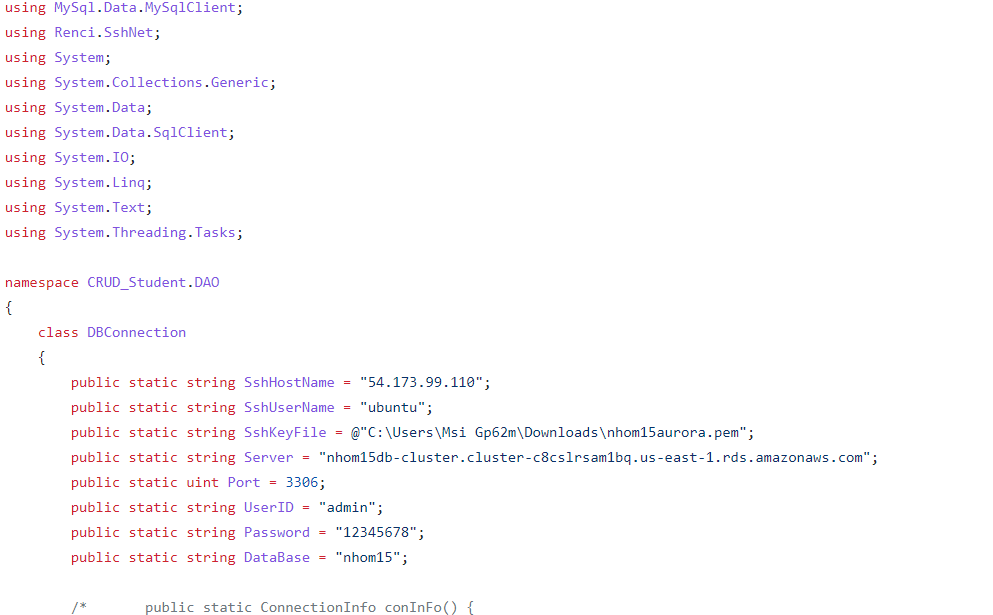 using MySql.Data.MySqlClient;
using Renci.SshNet;
using System;
using System.Collections.Generic;
using System.Data;
using System.Data.SqlClient;
using System.IO;
using System.Linq;
using System.Text;
using System.Threading.Tasks;
namespace CRUD_Student.DAO
{
class DBConnection
{
public static string SshHostName = "54.173.99.110";
public static string SshUserName = "ubuntu";
public static string SshKeyFile = @"C:\Users\Msi Gp62m\Downloads\nhom15aurora.pem";
public static string Server = "nhom15db-cluster.cluster-c8cslrsam1bq.us-east-1.rds.amazonaws.com";
public static uint Port = 3306;
public static string UserID = "admin";
public static string Password = "12345678";
public static string DataBase = "nhom15";
/* public static ConnectionInfo conInFo() {